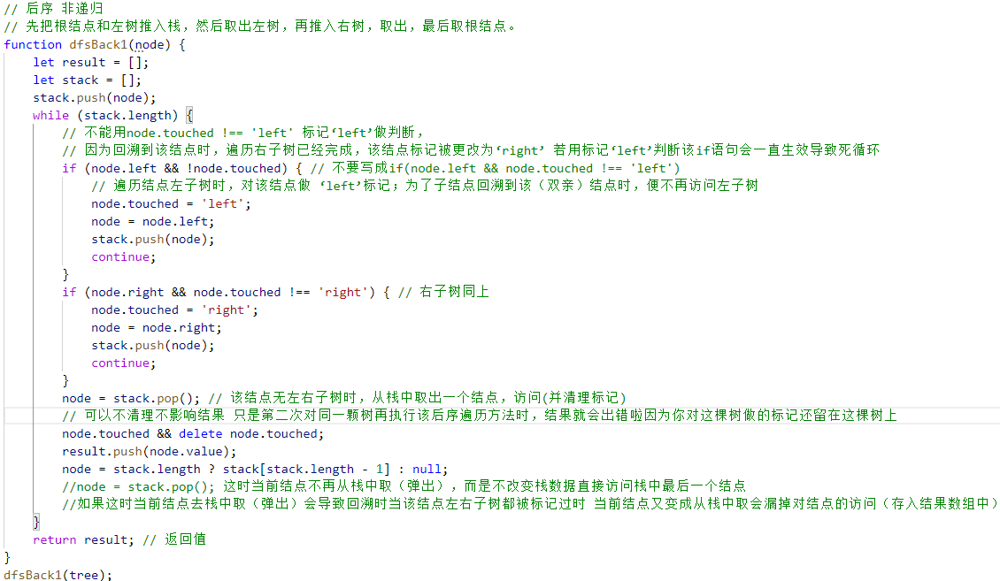 // 后序 非递归
// 先把根结点和左树推入栈，然后取出左树，再推入右树，取出，最后取根结点。
function dfsBack1(node) {
    let result = [];
    let stack = [];
    stack.push(node);
    while (stack.length) {
        // 不能用node.touched !== 'left' 标记‘left’做判断，
        // 因为回溯到该结点时，遍历右子树已经完成，该结点标记被更改为‘right’ 若用标记‘left’判断该if语句会一直生效导致死循环
        if (node.left && !node.touched) { // 不要写成if(node.left && node.touched !== 'left')
            // 遍历结点左子树时，对该结点做 ‘left’标记；为了子结点回溯到该（双亲）结点时，便不再访问左子树
            node.touched = 'left';
            node = node.left;
            stack.push(node);
            continue;
        }
        if (node.right && node.touched !== 'right') { // 右子树同上
            node.touched = 'right';
            node = node.right;
            stack.push(node);
            continue;
        }
        node = stack.pop(); // 该结点无左右子树时，从栈中取出一个结点，访问(并清理标记)
        // 可以不清理不影响结果 只是第二次对同一颗树再执行该后序遍历方法时，结果就会出错啦因为你对这棵树做的标记还留在这棵树上
        node.touched && delete node.touched;
        result.push(node.value);
        node = stack.length ? stack[stack.length - 1] : null;
        //node = stack.pop(); 这时当前结点不再从栈中取（弹出），而是不改变栈数据直接访问栈中最后一个结点
        //如果这时当前结点去栈中取（弹出）会导致回溯时当该结点左右子树都被标记过时 当前结点又变成从栈中取会漏掉对结点的访问（存入结果数组中）
    }
    return result; // 返回值
}
dfsBack1(tree);